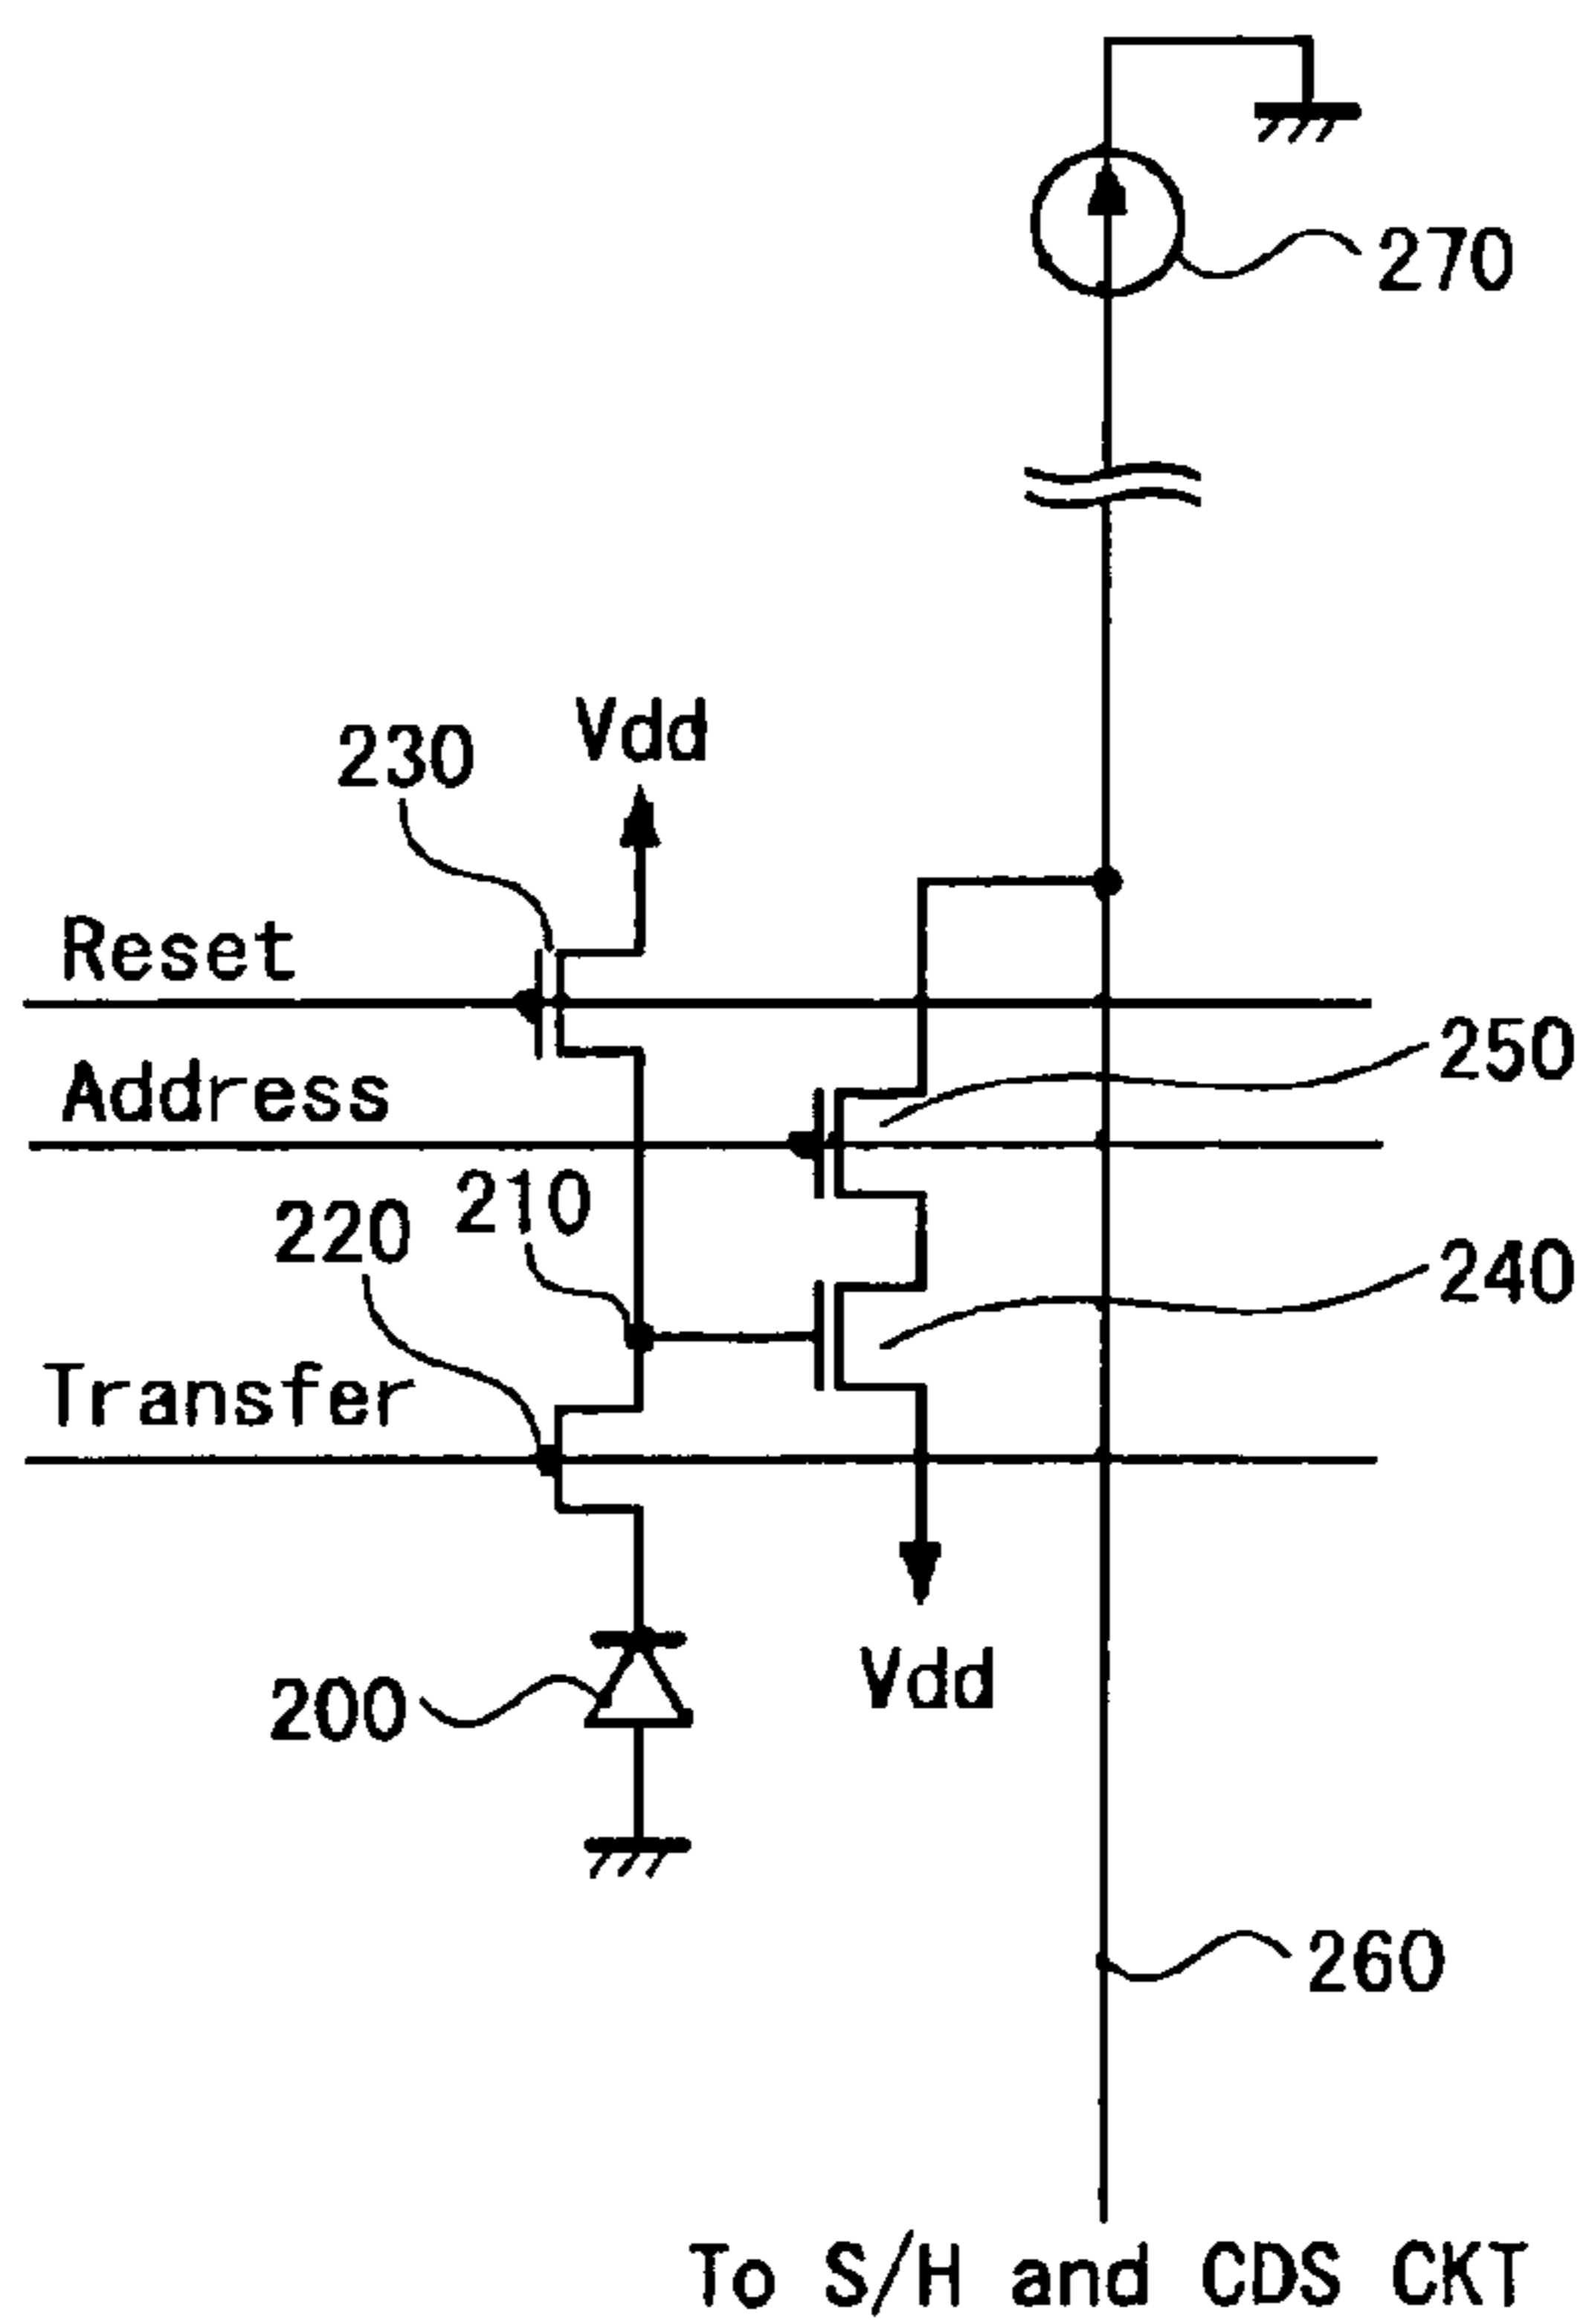 270
Vdd
230
Reset
250
Address
210
220
240
Transfer
Vdd
200
260
To S/H and CDS CKT